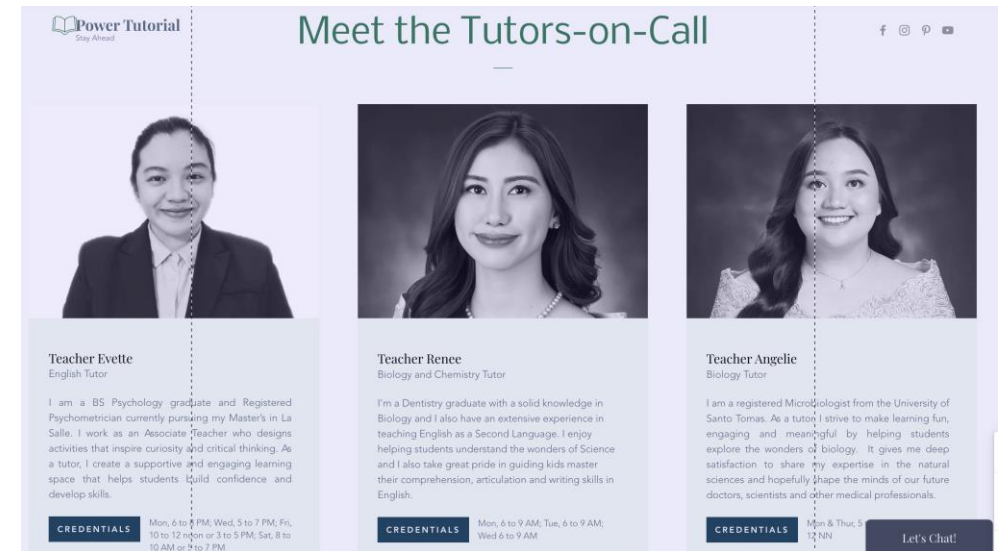 Power Tutorial
Stay Ahead
Meet the Tutors-on-Call
Teacher Evette
English Tutor
I am a BS Psychology graduate and Registered
Psychometrician currently pursuing my Master's in La
Salle. I work as an Associate Teacher who designs
activities that inspire curiosity and critical thinking. As
a tutor, I create a supportive and engaging learning
space that helps students build confidence and
develop skills.
CREDENTIALS
Mon, 6 to 8 PM; Wed, 5 to 7 PM; Fri,
10 to 12 noon or 3 to 5 PM; Sat, 8 to
10 AM or to 7 PM
Teacher Renee
Biology and Chemistry Tutor
I'm a Dentistry graduate with a solid knowledge in
Biology and I also have an extensive experience in
teaching English as a Second Language. I enjoy
helping students understand the wonders of Science
and I also take great pride in guiding kids master
their comprehension, articulation and writing skills in
English.
CREDENTIALS
Mon, 6 to 9 AM; Tue, 6 to 9 AM;
Wed 6 to 9 AM
Teacher Angelie
Biology Tutor
I am a registered Microbiologist from the University of
Santo Tomas. As a tutor I strive to make learning fun,
engaging and meaningful by helping students
explore the wonders of biology. It gives me deep
satisfaction to share my expertise in the natural
sciences and hopefully shape the minds of our future
doctors, scientists and other medical professionals.
CREDENTIALS
Mon & Thur, 5
12 NN
Let's Chat!